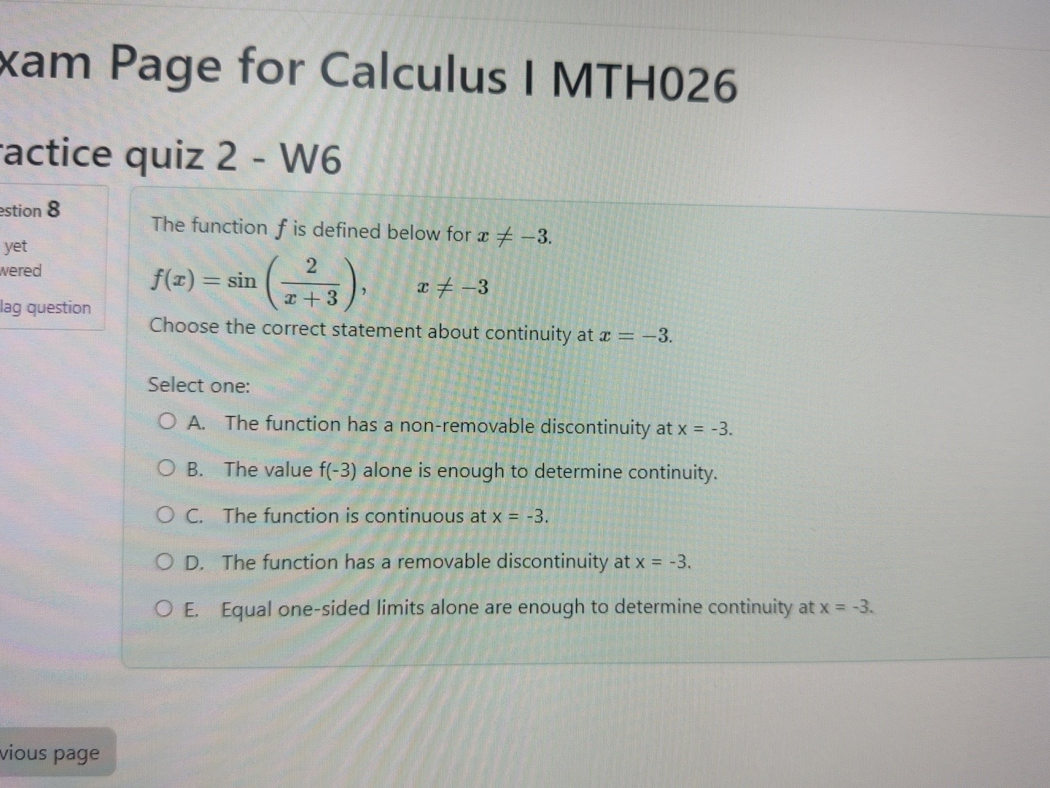 xam Page for Calculus I MTH026
ractice quiz 2 - W6
estion 8
yet
wered
lag question
The function f is defined below for x ≠ −3.
f(x) = sin(2/(x + 3)), x ≠ −3
Choose the correct statement about continuity at x = −3.
Select one:
A. The function has a non-removable discontinuity at x = -3.
B. The value f(-3) alone is enough to determine continuity.
C. The function is continuous at x = -3.
D. The function has a removable discontinuity at x = -3.
E. Equal one-sided limits alone are enough to determine continuity at x = -3.
vious page